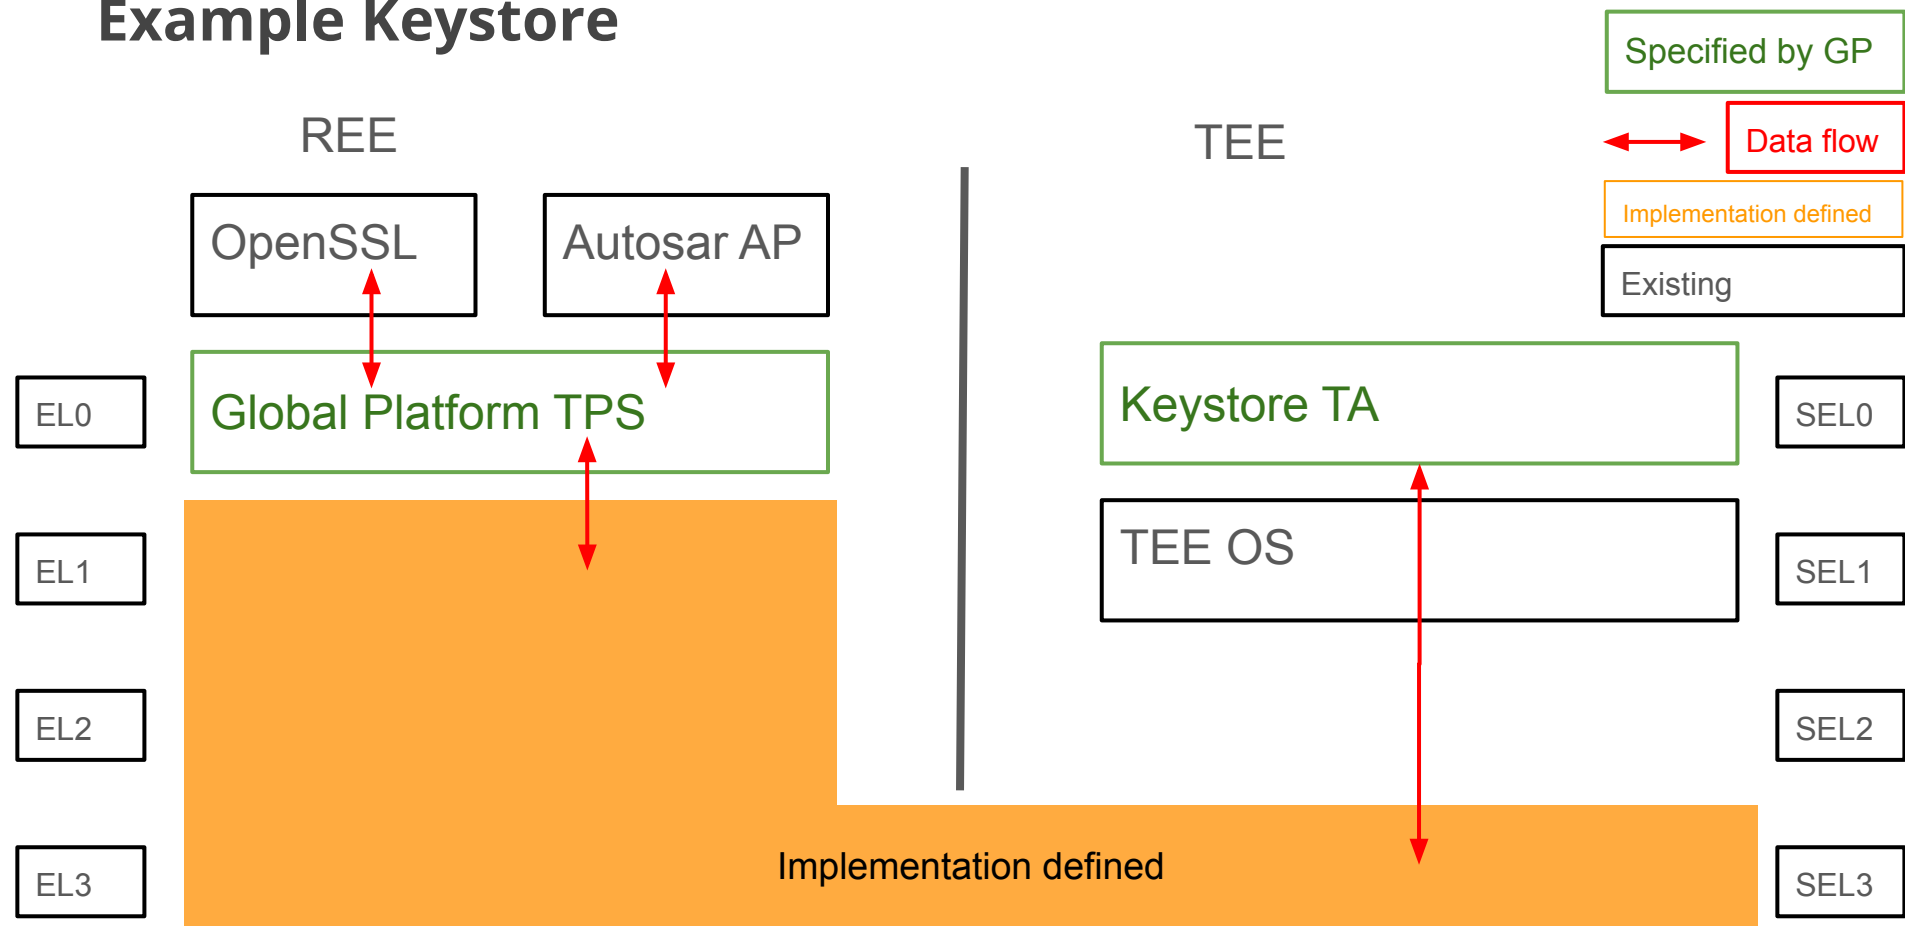 Example Keystore
Specified by GP
REE
TEE
Data flow
Implementation defined
OpenSSL
Autosar AP
Existing
EL0
Global Platform TPS
Keystore TA
SEL0
EL1
TEE OS
SEL1
EL2
SEL2
Implementation defined
EL3
SEL3